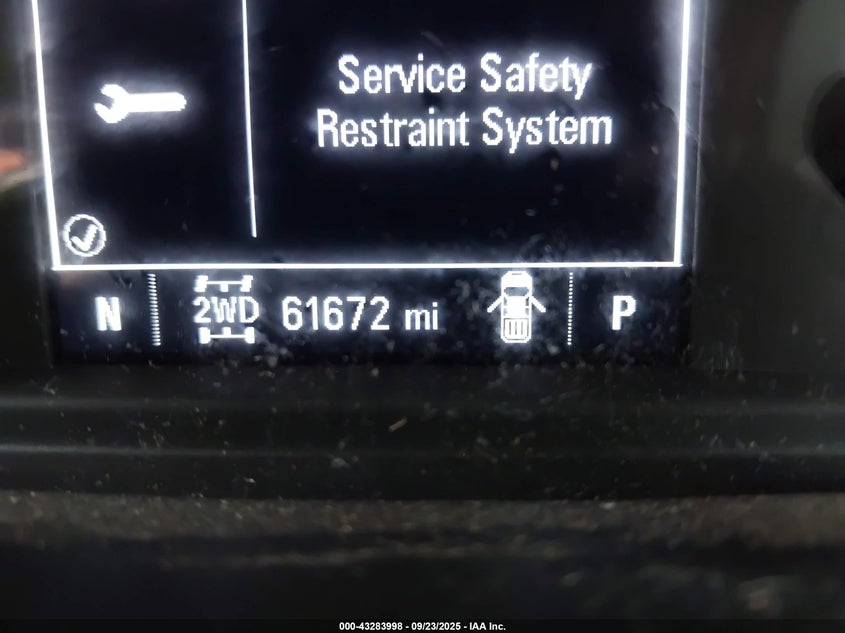 Service Safety
Restraint System
N 2WD 61672 mi P
000-43283998 - 09/23/2025 - IAA Inc.